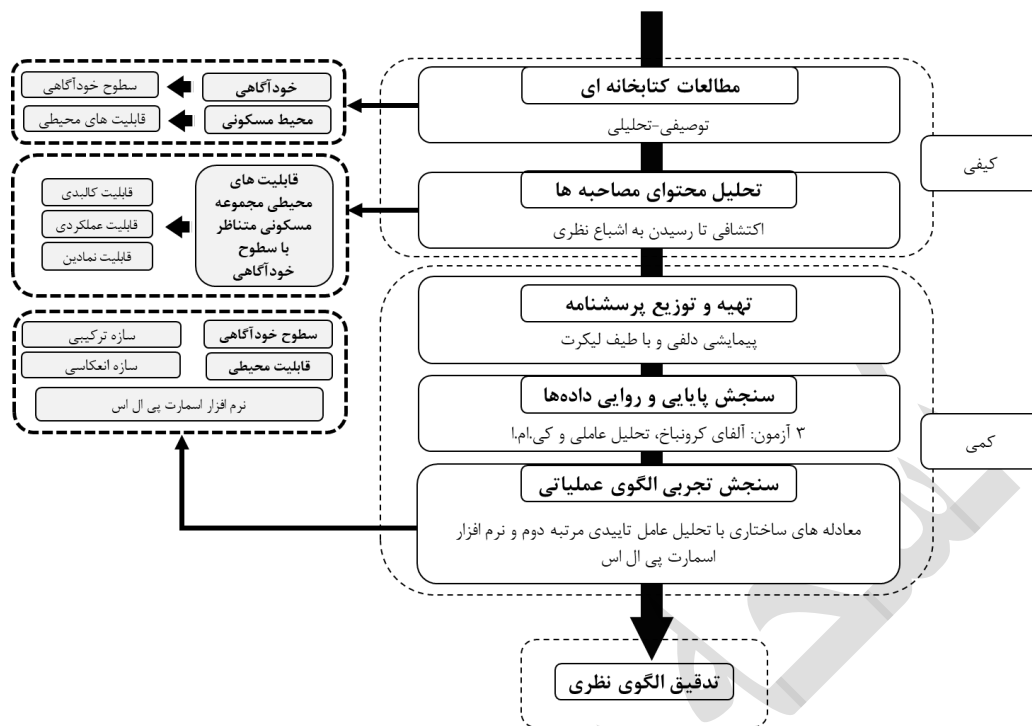 مطالعات کتابخانه ای
توصیفی-تحلیلی
خودآگاهی
سطوح خودآگاهی
محیط مسکونی
قابلیت های محیطی
کیفی
تحلیل محتوای مصاحبه ها
اکتشافی تا رسیدن به اشباع نظری
قابلیت های
محیطی مجموعه
مسکونی متناظر
با سطوح
خودآگاهی
قابلیت کالبدی
قابلیت عملکردی
قابلیت نمادین
تهیه و توزیع پرسشنامه
پیمایشی دلفی و با طیف لیکرت
سنجش پایایی و روایی داده‌ها
۳ آزمون: آلفای کرونباخ، تحلیل عاملی و کی.ام.ا
کمی
سنجش تجربی الگوی عملیاتی
معادله های ساختاری با تحلیل عامل تاییدی مرتبه دوم و نرم افزار
اسمارت پی ال اس
سطوح خودآگاهی
سازه ترکیبی
قابلیت محیطی
سازه انعکاسی
نرم افزار اسمارت پی ال اس
تدقیق الگوی نظری